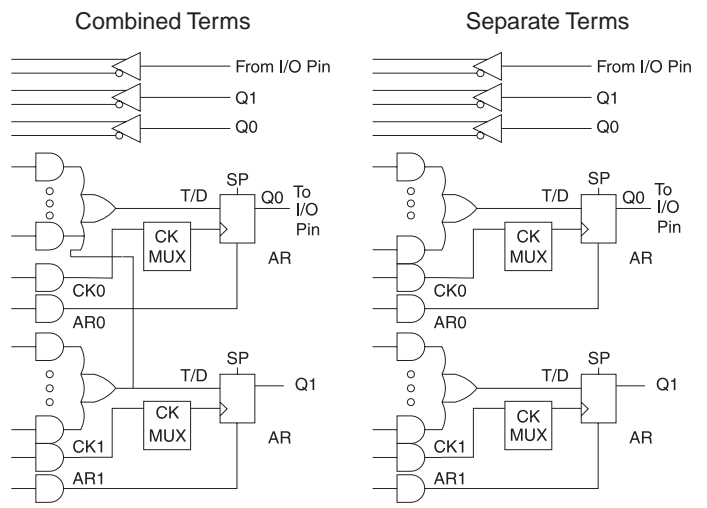 Combined Terms
From I/O Pin
Q1
Q0
T/D
SP
Q0
To
I/O
Pin
CK
MUX
AR
CK0
AR0
T/D
SP
Q1
CK
MUX
AR
CK1
AR1
Separate Terms
From I/O Pin
Q1
Q0
T/D
SP
Q0
To
I/O
Pin
CK
MUX
AR
CK0
AR0
T/D
SP
Q1
CK
MUX
AR
CK1
AR1